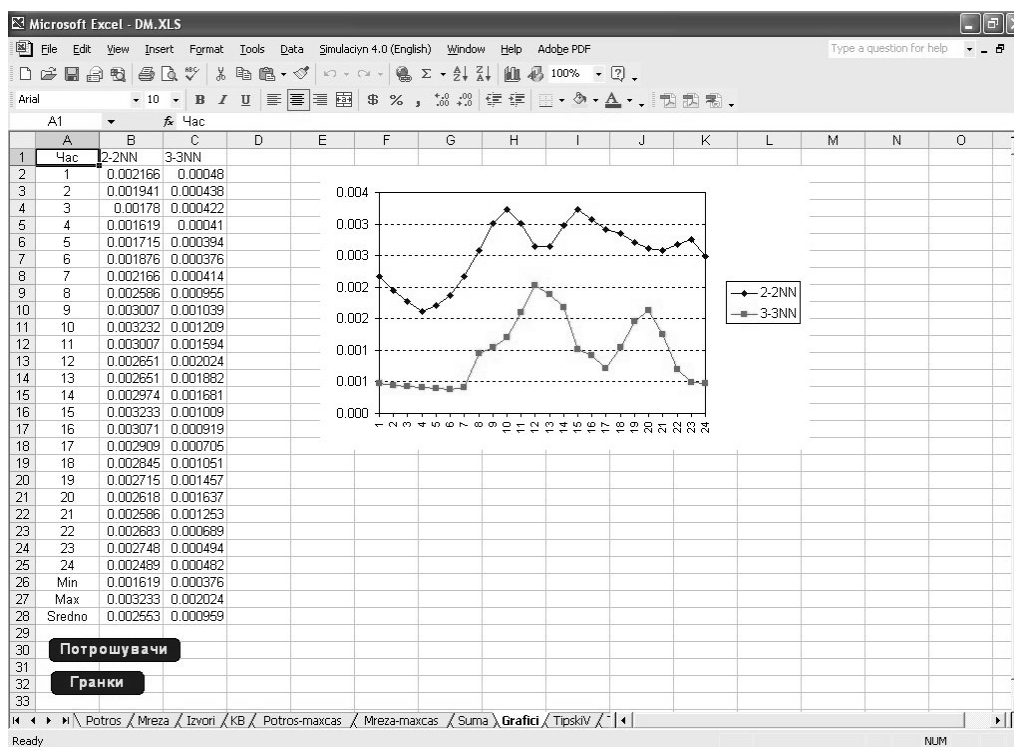 Microsoft Excel - DM.XLS
File Edit View Insert Format Tools Data Simulaciyn 4.0 (English) Window Help Adobe PDF
Type a question for help
100%
Arial 10 B I U $ % ,
A1 fx Час
A B C D E F G H I J K L M N O
1 Час 2-2NN 3-3NN
2 1 0.002166 0.00048
3 2 0.001941 0.000438
4 3 0.00178 0.000422
5 4 0.001619 0.00041
6 5 0.001715 0.000394
7 6 0.001876 0.000376
8 7 0.002166 0.000414
9 8 0.002586 0.000955
10 9 0.003007 0.001039
11 10 0.003232 0.001209
12 11 0.003007 0.001594
13 12 0.002651 0.002024
14 13 0.002651 0.001882
15 14 0.002974 0.001681
16 15 0.003233 0.001009
17 16 0.003071 0.000919
18 17 0.002909 0.000705
19 18 0.002845 0.001051
20 19 0.002715 0.001457
21 20 0.002618 0.001637
22 21 0.002586 0.001253
23 22 0.002683 0.000689
24 23 0.002748 0.000494
25 24 0.002489 0.000482
26 Min 0.001619 0.000376
27 Max 0.003233 0.002024
28 Sredno 0.002553 0.000959
29
30 Потрошувачи
31
32 Гранки
33
0.004
0.003
0.003
0.002
0.002
0.001
0.001
0.000
1 2 3 4 5 6 7 8 9 10 11 12 13 14 15 16 17 18 19 20 21 22 23 24
2-2NN
3-3NN
Potros Mreza Izvori KB Potros-maxcas Mreza-maxcas Suma Grafici TipskiV
Ready NUM